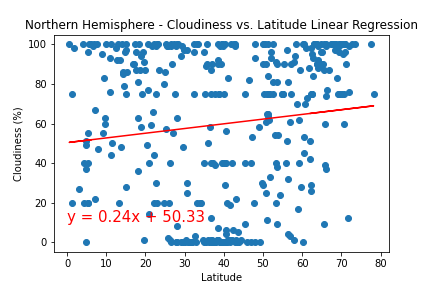 Northern Hemisphere - Cloudiness vs. Latitude Linear Regression
100
80
60
40
20
0
Cloudiness (%)
y = 0.24x + 50.33
0 10 20 30 40 50 60 70 80
Latitude